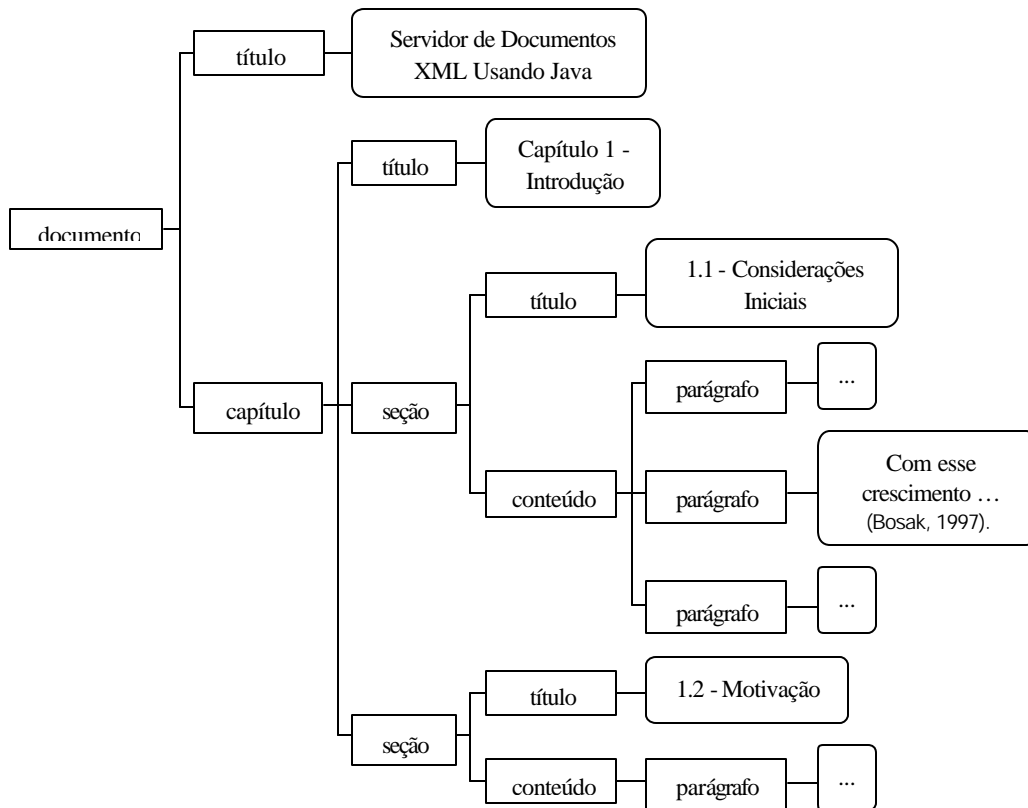 título
Servidor de Documentos
XML Usando Java
título
Capítulo 1 -
Introdução
documento
título
1.1 - Considerações
Iniciais
parágrafo
...
capítulo
seção
conteúdo
parágrafo
Com esse
crescimento …
(Bosak, 1997).
parágrafo
...
título
1.2 - Motivação
seção
conteúdo
parágrafo
...